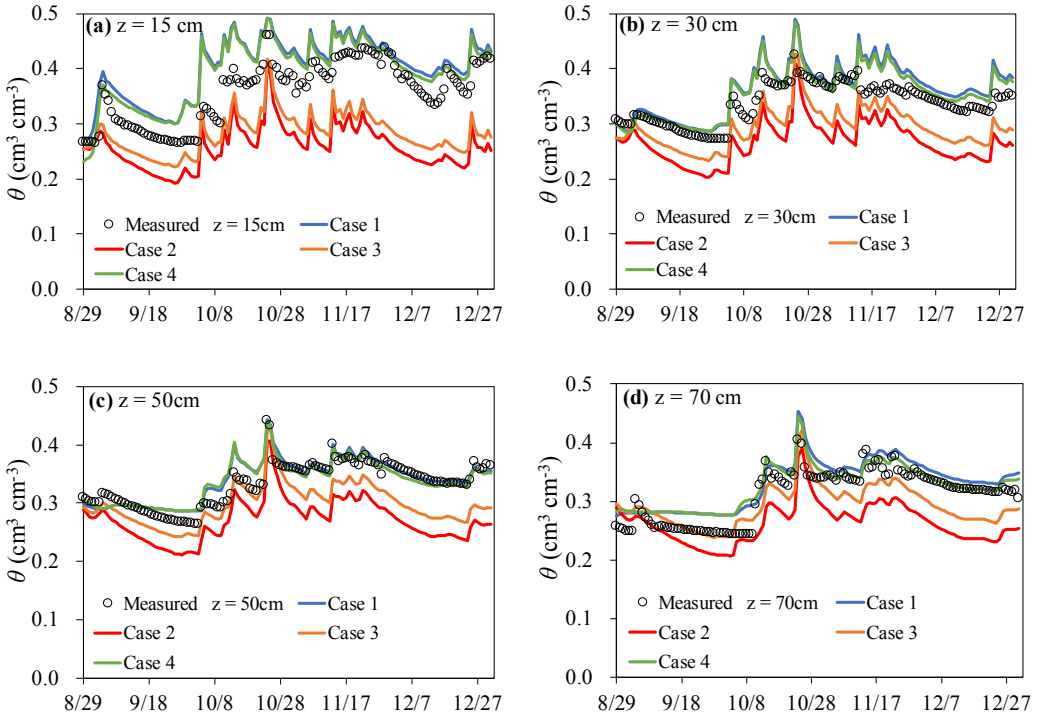 (a) z = 15 cm
0.5
0.4
0.3
0.2
0.1
0.0
θ (cm³ cm⁻³)
Measured z = 15cm
Case 1
Case 2
Case 3
Case 4
8/29 9/18 10/8 10/28 11/17 12/7 12/27
(b) z = 30 cm
0.5
0.4
0.3
0.2
0.1
0.0
θ (cm³ cm⁻³)
Measured z = 30cm
Case 1
Case 2
Case 3
Case 4
8/29 9/18 10/8 10/28 11/17 12/7 12/27
(c) z = 50cm
0.5
0.4
0.3
0.2
0.1
0.0
θ (cm³ cm⁻³)
Measured z = 50cm
Case 1
Case 2
Case 3
Case 4
8/29 9/18 10/8 10/28 11/17 12/7 12/27
(d) z = 70 cm
0.5
0.4
0.3
0.2
0.1
0.0
θ (cm³ cm⁻³)
Measured z = 70cm
Case 1
Case 2
Case 3
Case 4
8/29 9/18 10/8 10/28 11/17 12/7 12/27